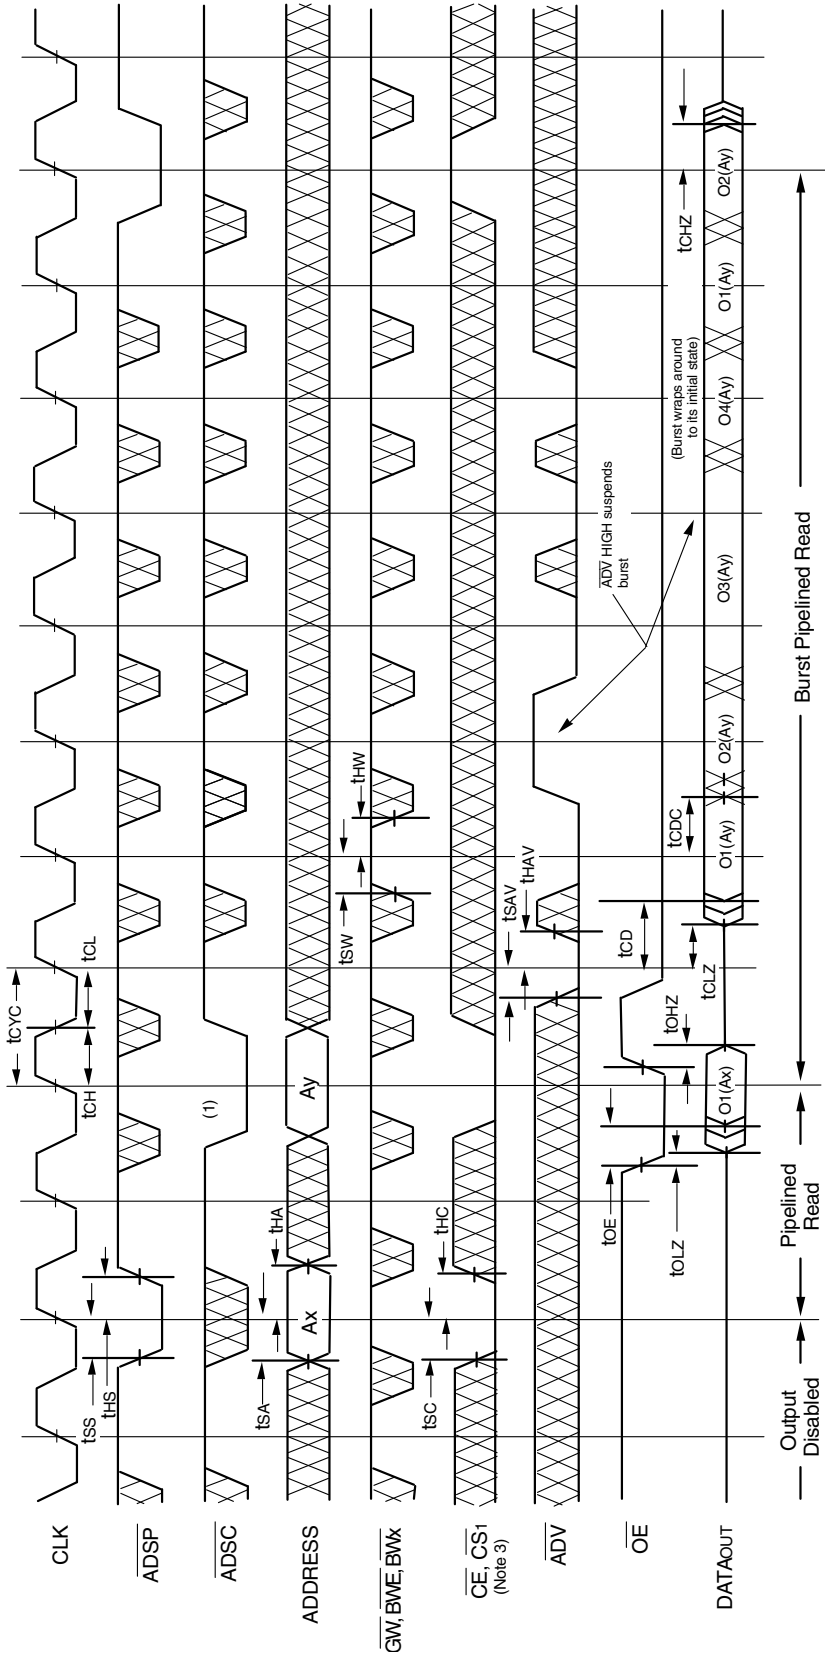 CLK
tCYC
tCH
tCL
ADSP
tSS
tHS
ADSC
(1)
ADDRESS
tSA
tHA
Ax
Ay
GW, BWE, BWx
tSW
tHW
CE, CS1
(Note 3)
tSC
tHC
ADV
tSAV
tHAV
ADV HIGH suspends
burst
OE
tOE
tOHZ
tCD
tOLZ
tCLZ
tCDC
tCHZ
(Burst wraps around
to its initial state)
DATAOUT
O1(Ax)
O1(Ay)
O2(Ay)
O3(Ay)
O4(Ay)
O1(Ay)
O2(Ay)
Output
Disabled
Pipelined
Read
Burst Pipelined Read